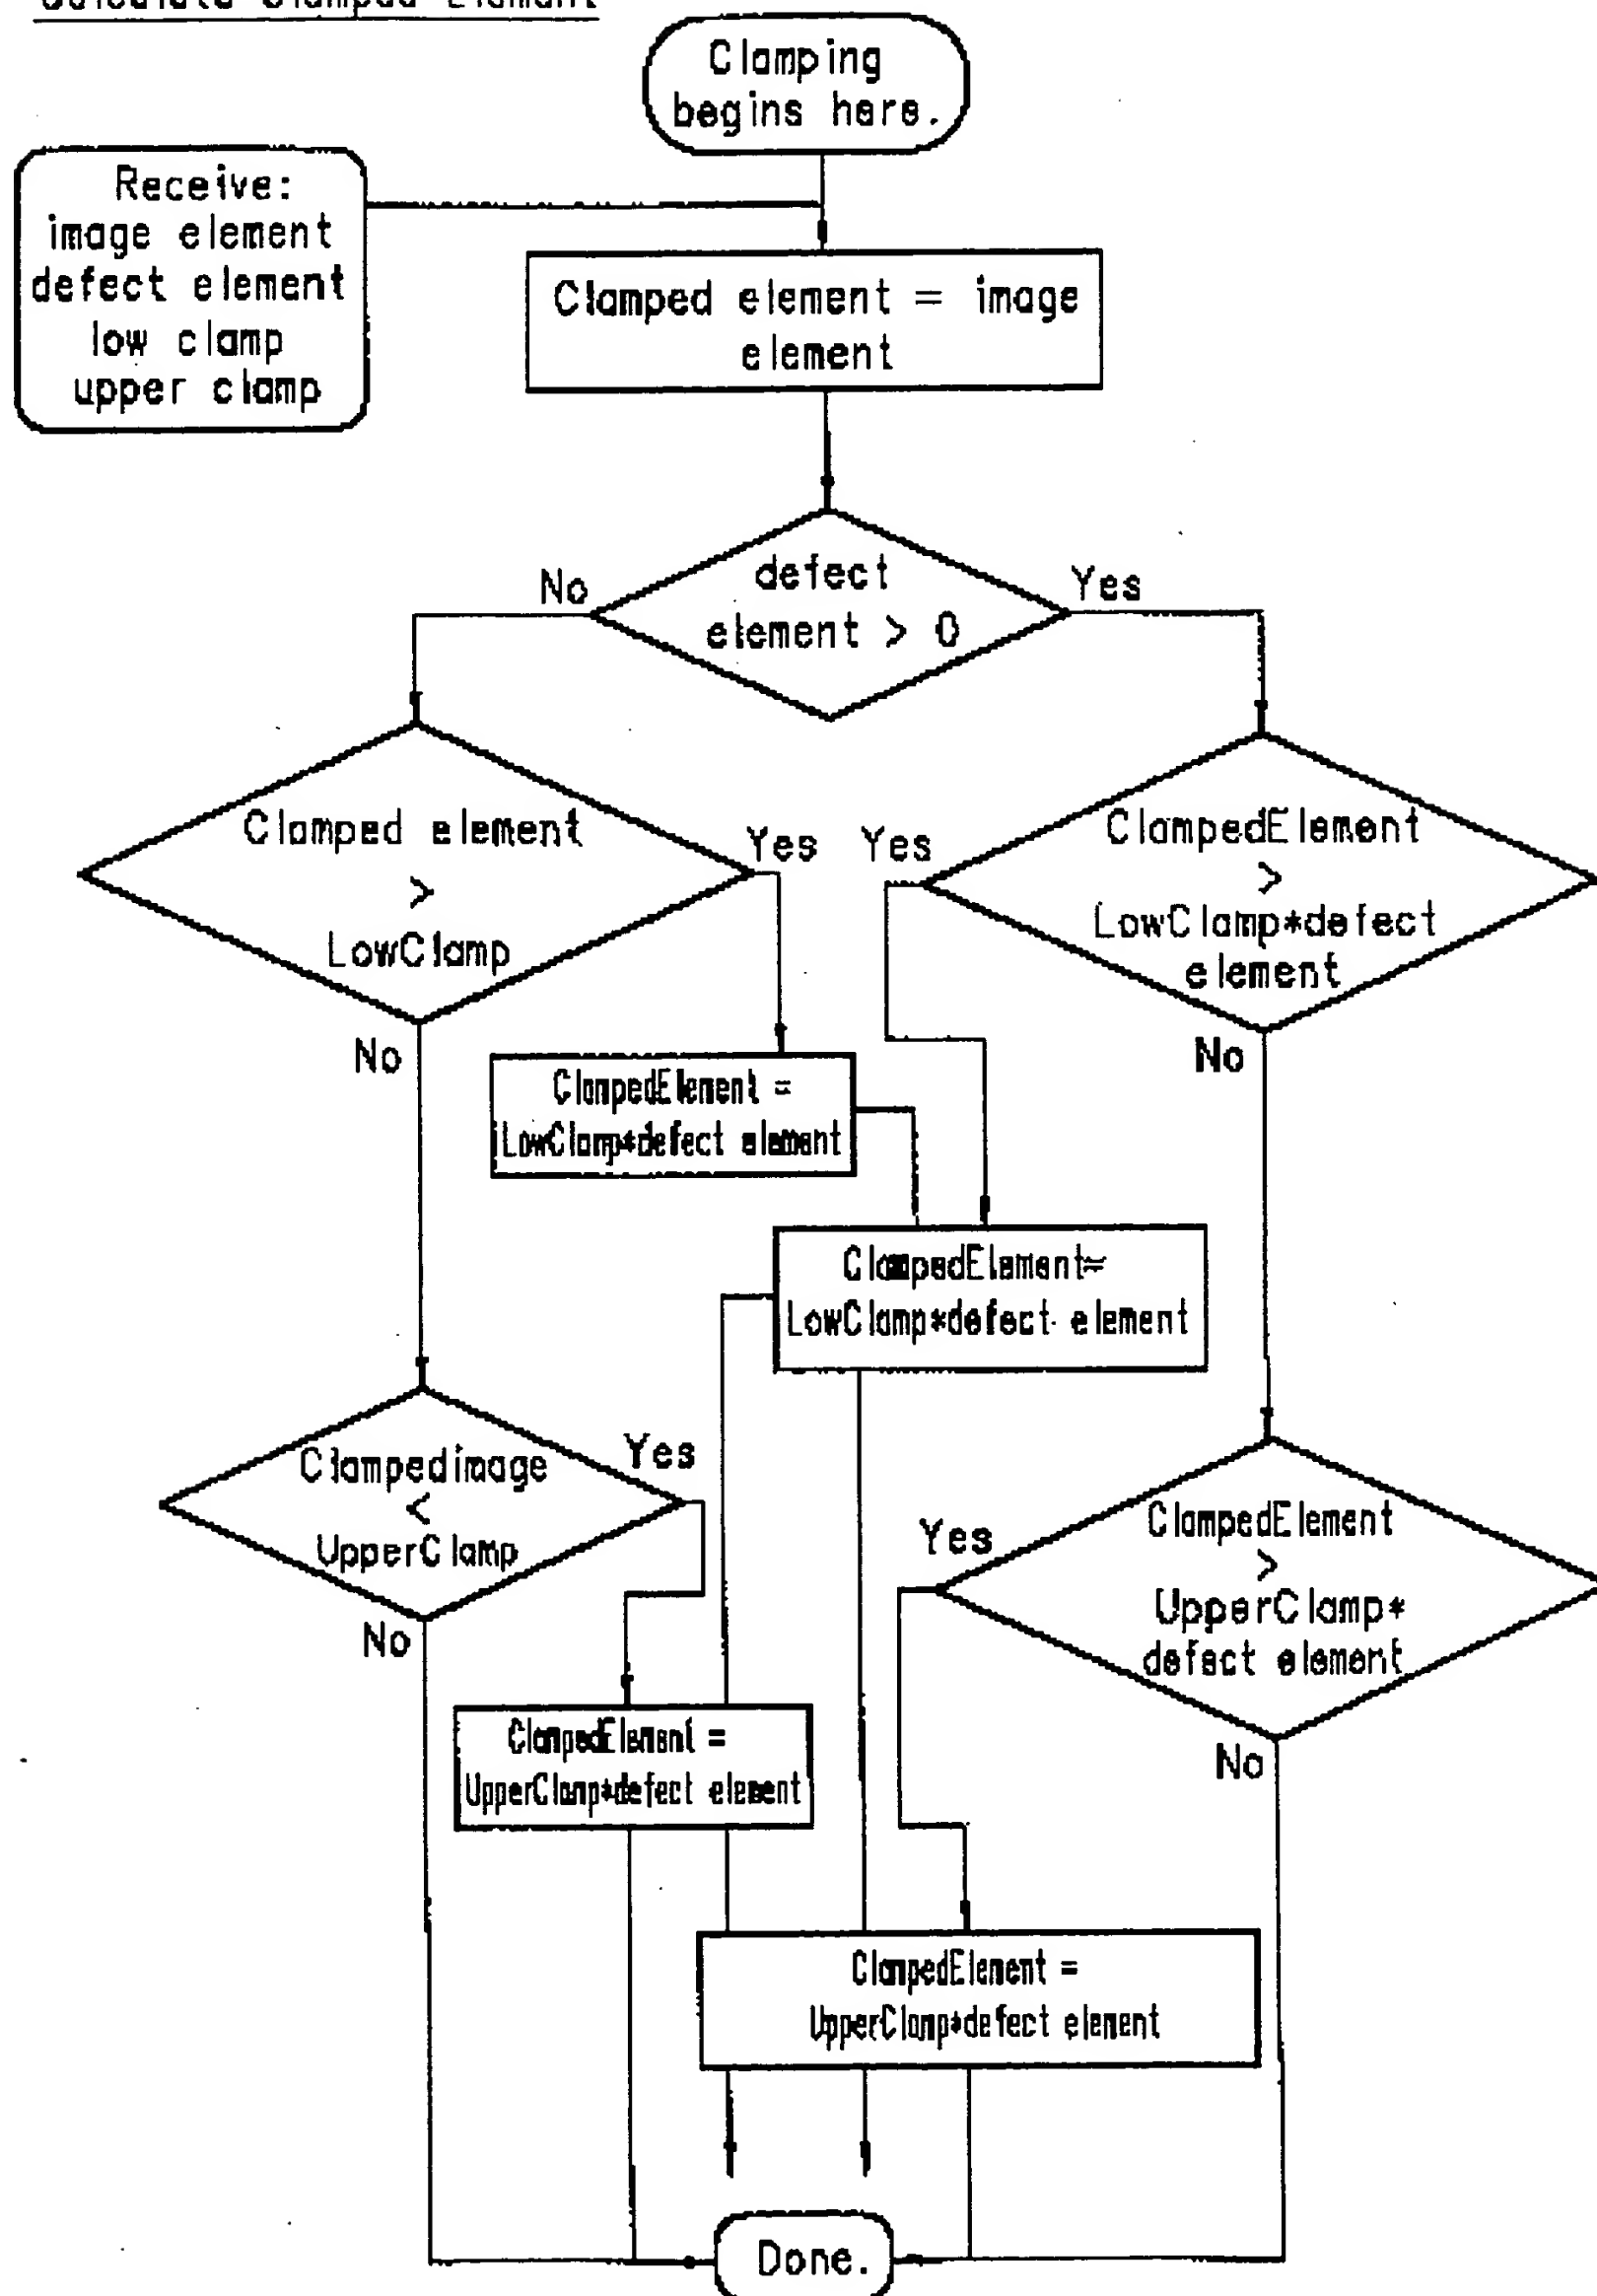 Calculate Clamped Element
Clamping
begins here.
Receive:
image element
defect element
low clamp
upper clamp
Clamped element = image
element
defect
element > 0
No
Yes
Clamped element
>
LowClamp
Yes
No
Yes
ClampedElement
>
LowClamp*defect
element
No
ClampedElement =
LowClamp*defect element
ClampedElement=
LowClamp*defect element
Clampedimage
<
UpperClamp
Yes
No
Yes
ClampedElement
>
UpperClamp*
defect element
No
ClampedElement =
UpperClamp*defect element
ClampedElement =
UpperClamp*defect element
Done.